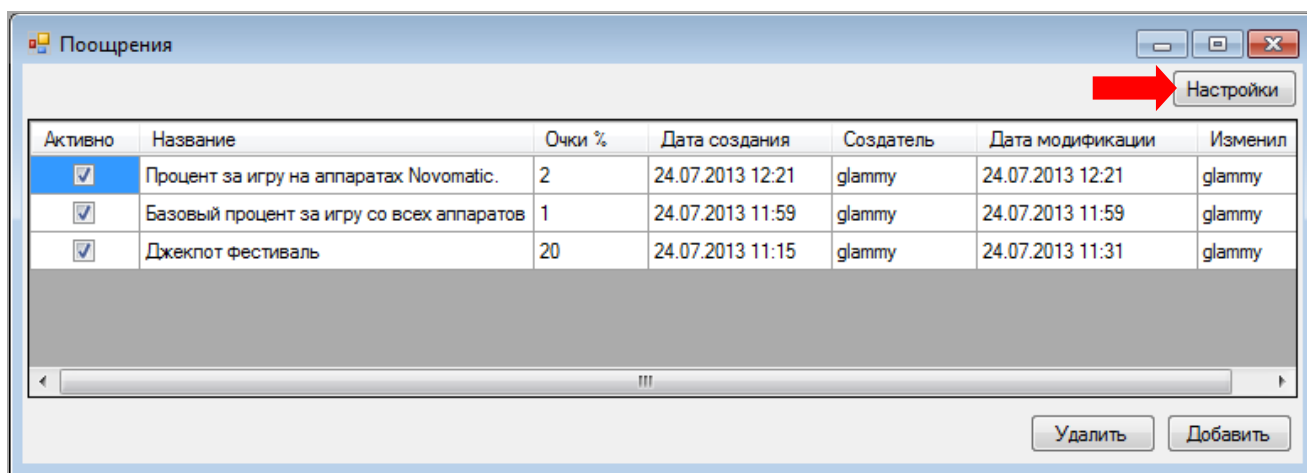 Поощрения
Настройки
Активно Название Очки % Дата создания Создатель Дата модификации Изменил
Процент за игру на аппаратах Novomatic. 2 24.07.2013 12:21 glammy 24.07.2013 12:21 glammy
Базовый процент за игру со всех аппаратов 1 24.07.2013 11:59 glammy 24.07.2013 11:59 glammy
Джекпот фестиваль 20 24.07.2013 11:15 glammy 24.07.2013 11:31 glammy
Удалить Добавить